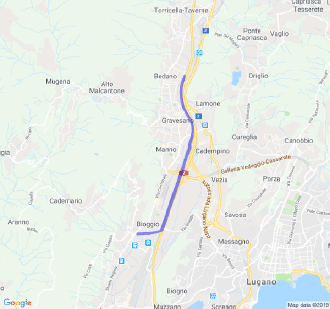 Torricella-Taverne
Capriasca
Tesserete
Ponte
Capriasca
Vaglio
Bedano
Origlio
Mugena
Alto
Malcantone
Lamone
Gravesano
Cureglia
Canobbio
Manno
Cadempino
Galleria Vedeggio-Cassarate
Vezia
Porza
Cademario
Aranno
Savosa
Bioggio
Massagno
Lugano
Biogno
Muzzano
Sorengo
Google
Map data ©2015